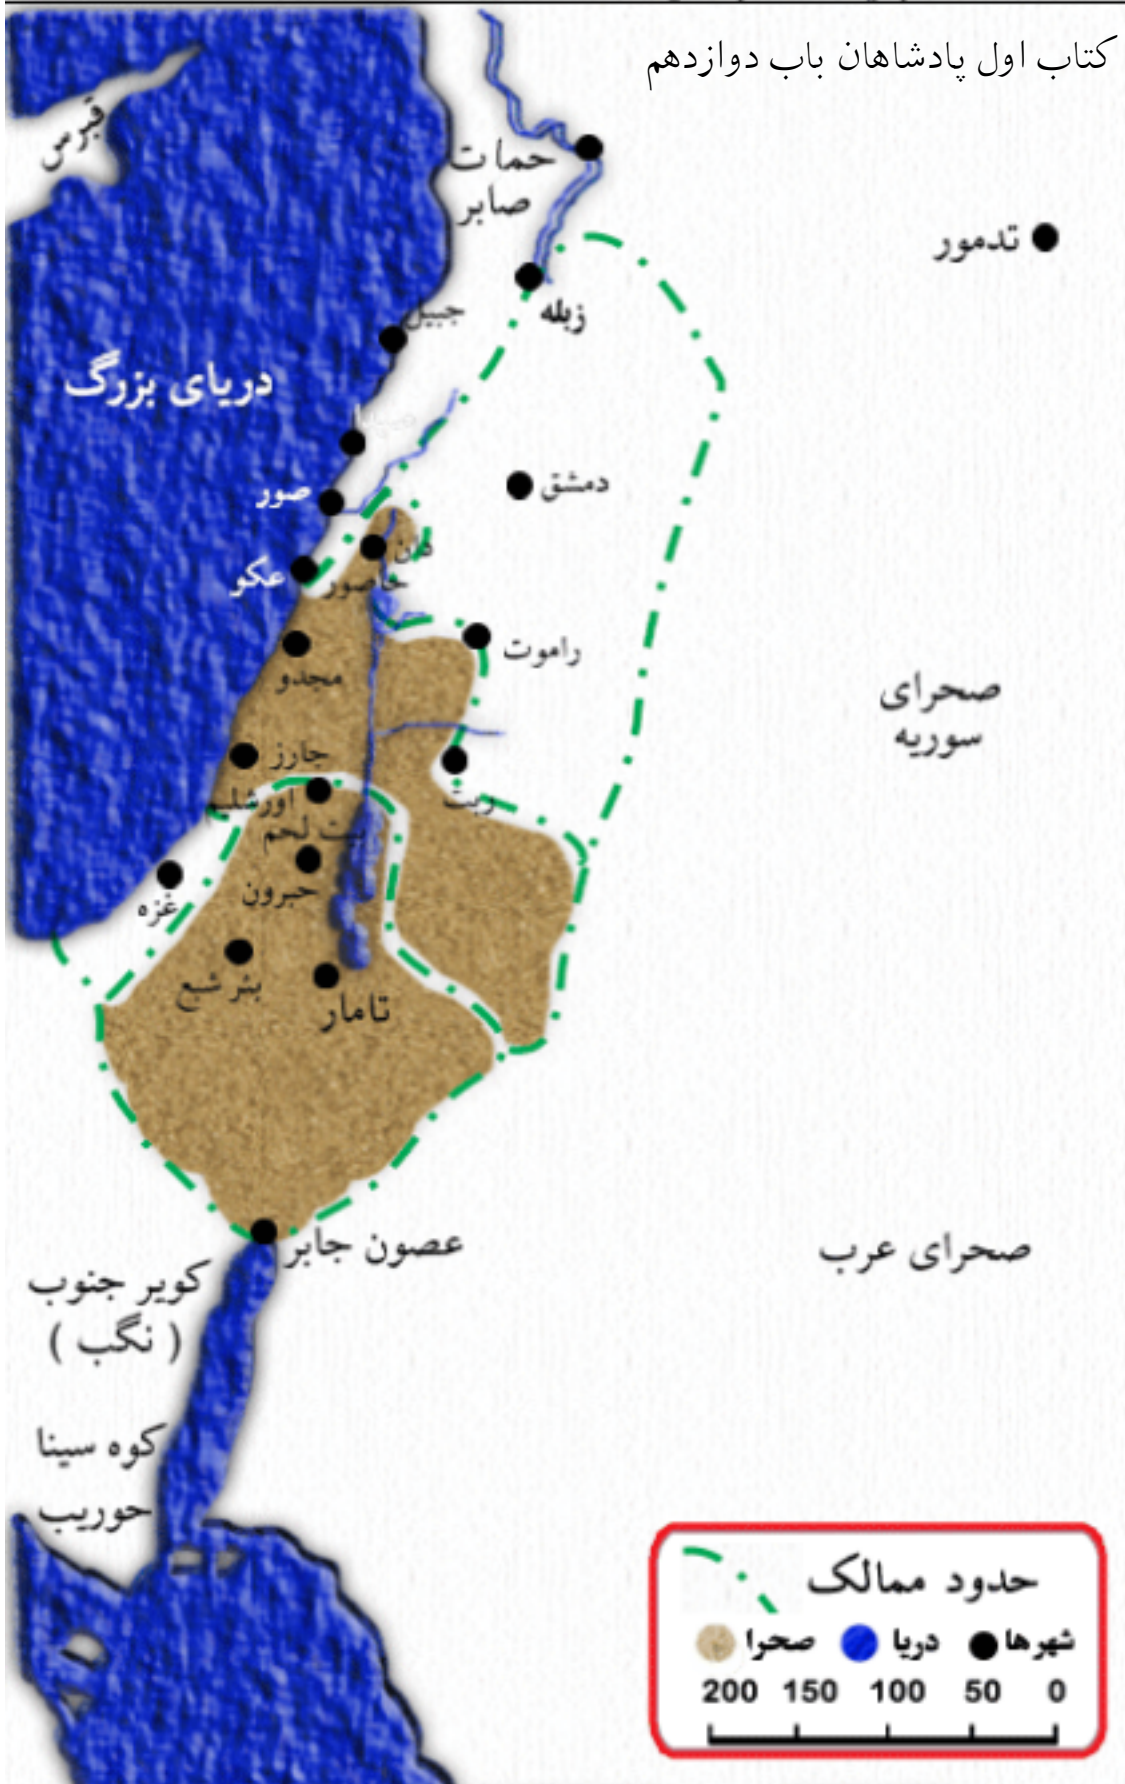 کتاب اول پادشاهان باب دوازدهم
قبرس
حمات
صابر
تدمور
زبله
جبیل
دریای بزرگ
صیدا
دمشق
صور
دان
عکو
حاصور
راموت
مجدو
صحرای
سوریه
جارز
ربت
اورشلیم
بیت لحم
حبرون
غزه
بئر شبع
تامار
عصون جابر
صحرای عرب
کویر جنوب
( نگب )
کوه سینا
حوریب
حدود ممالک
شهرها دریا صحرا
200 150 100 50 0